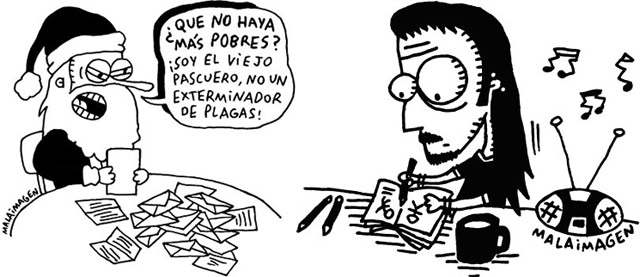 ¿QUE NO HAYA
MÁS POBRES?
¡SOY EL VIEJO
PASCUERO, NO UN
EXTERMINADOR
DE PLAGAS!
MALAIMAGEN
MALAIMAGEN